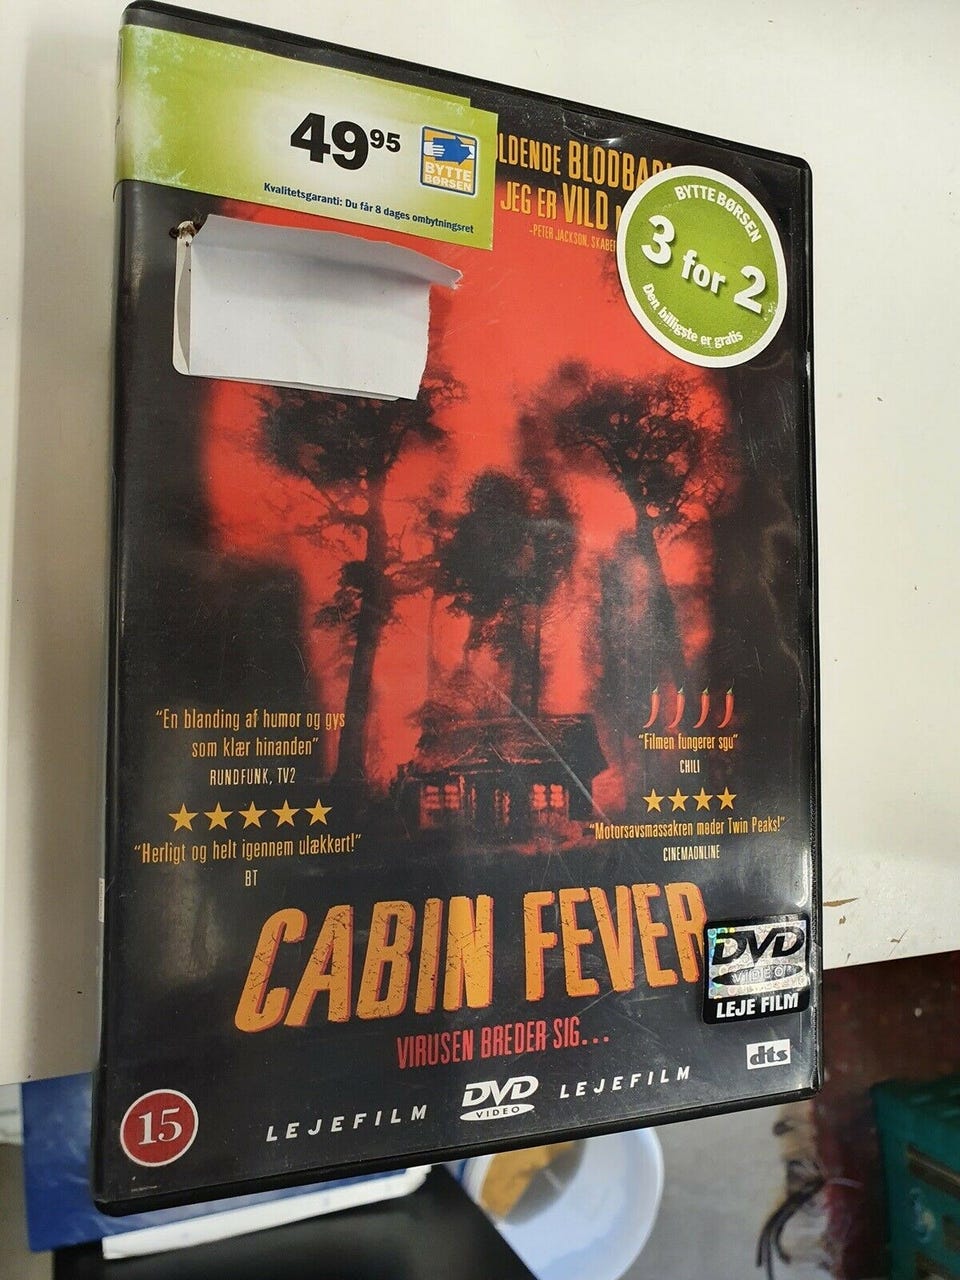 49 95
BYTTE
BØRSEN
Kvalitetsgaranti: Du får 8 dages ombytningsret
LDENDE BLODBAD
JEG ER VILD
-PETER JACKSON, SKABE
BYTTEBØRSEN
3 for 2
Den billigste er gratis
"En blanding af humor og gys
som klær hinanden"
RUNDFUNK, TV2
"Herligt og helt igennem ulækkert!"
BT
"Filmen fungerer sgu"
CHILI
"Motorsavsmassakren møder Twin Peaks!"
CINEMAONLINE
CABIN FEVER
VIRUSEN BREDER SIG...
DVD
VIDEO
LEJE FILM
dts
15
LEJEFILM DVD VIDEO LEJEFILM